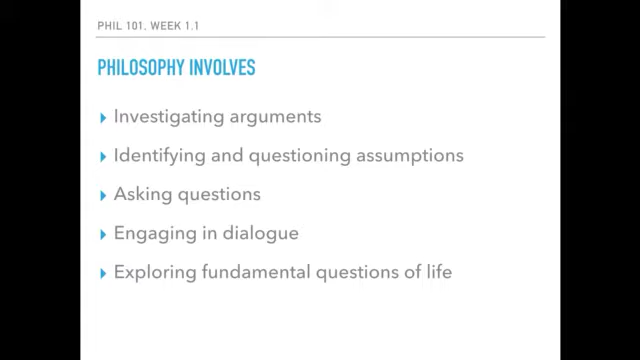 PHIL 101. WEEK 1.1
PHILOSOPHY INVOLVES
Investigating arguments
Identifying and questioning assumptions
Asking questions
Engaging in dialogue
Exploring fundamental questions of life